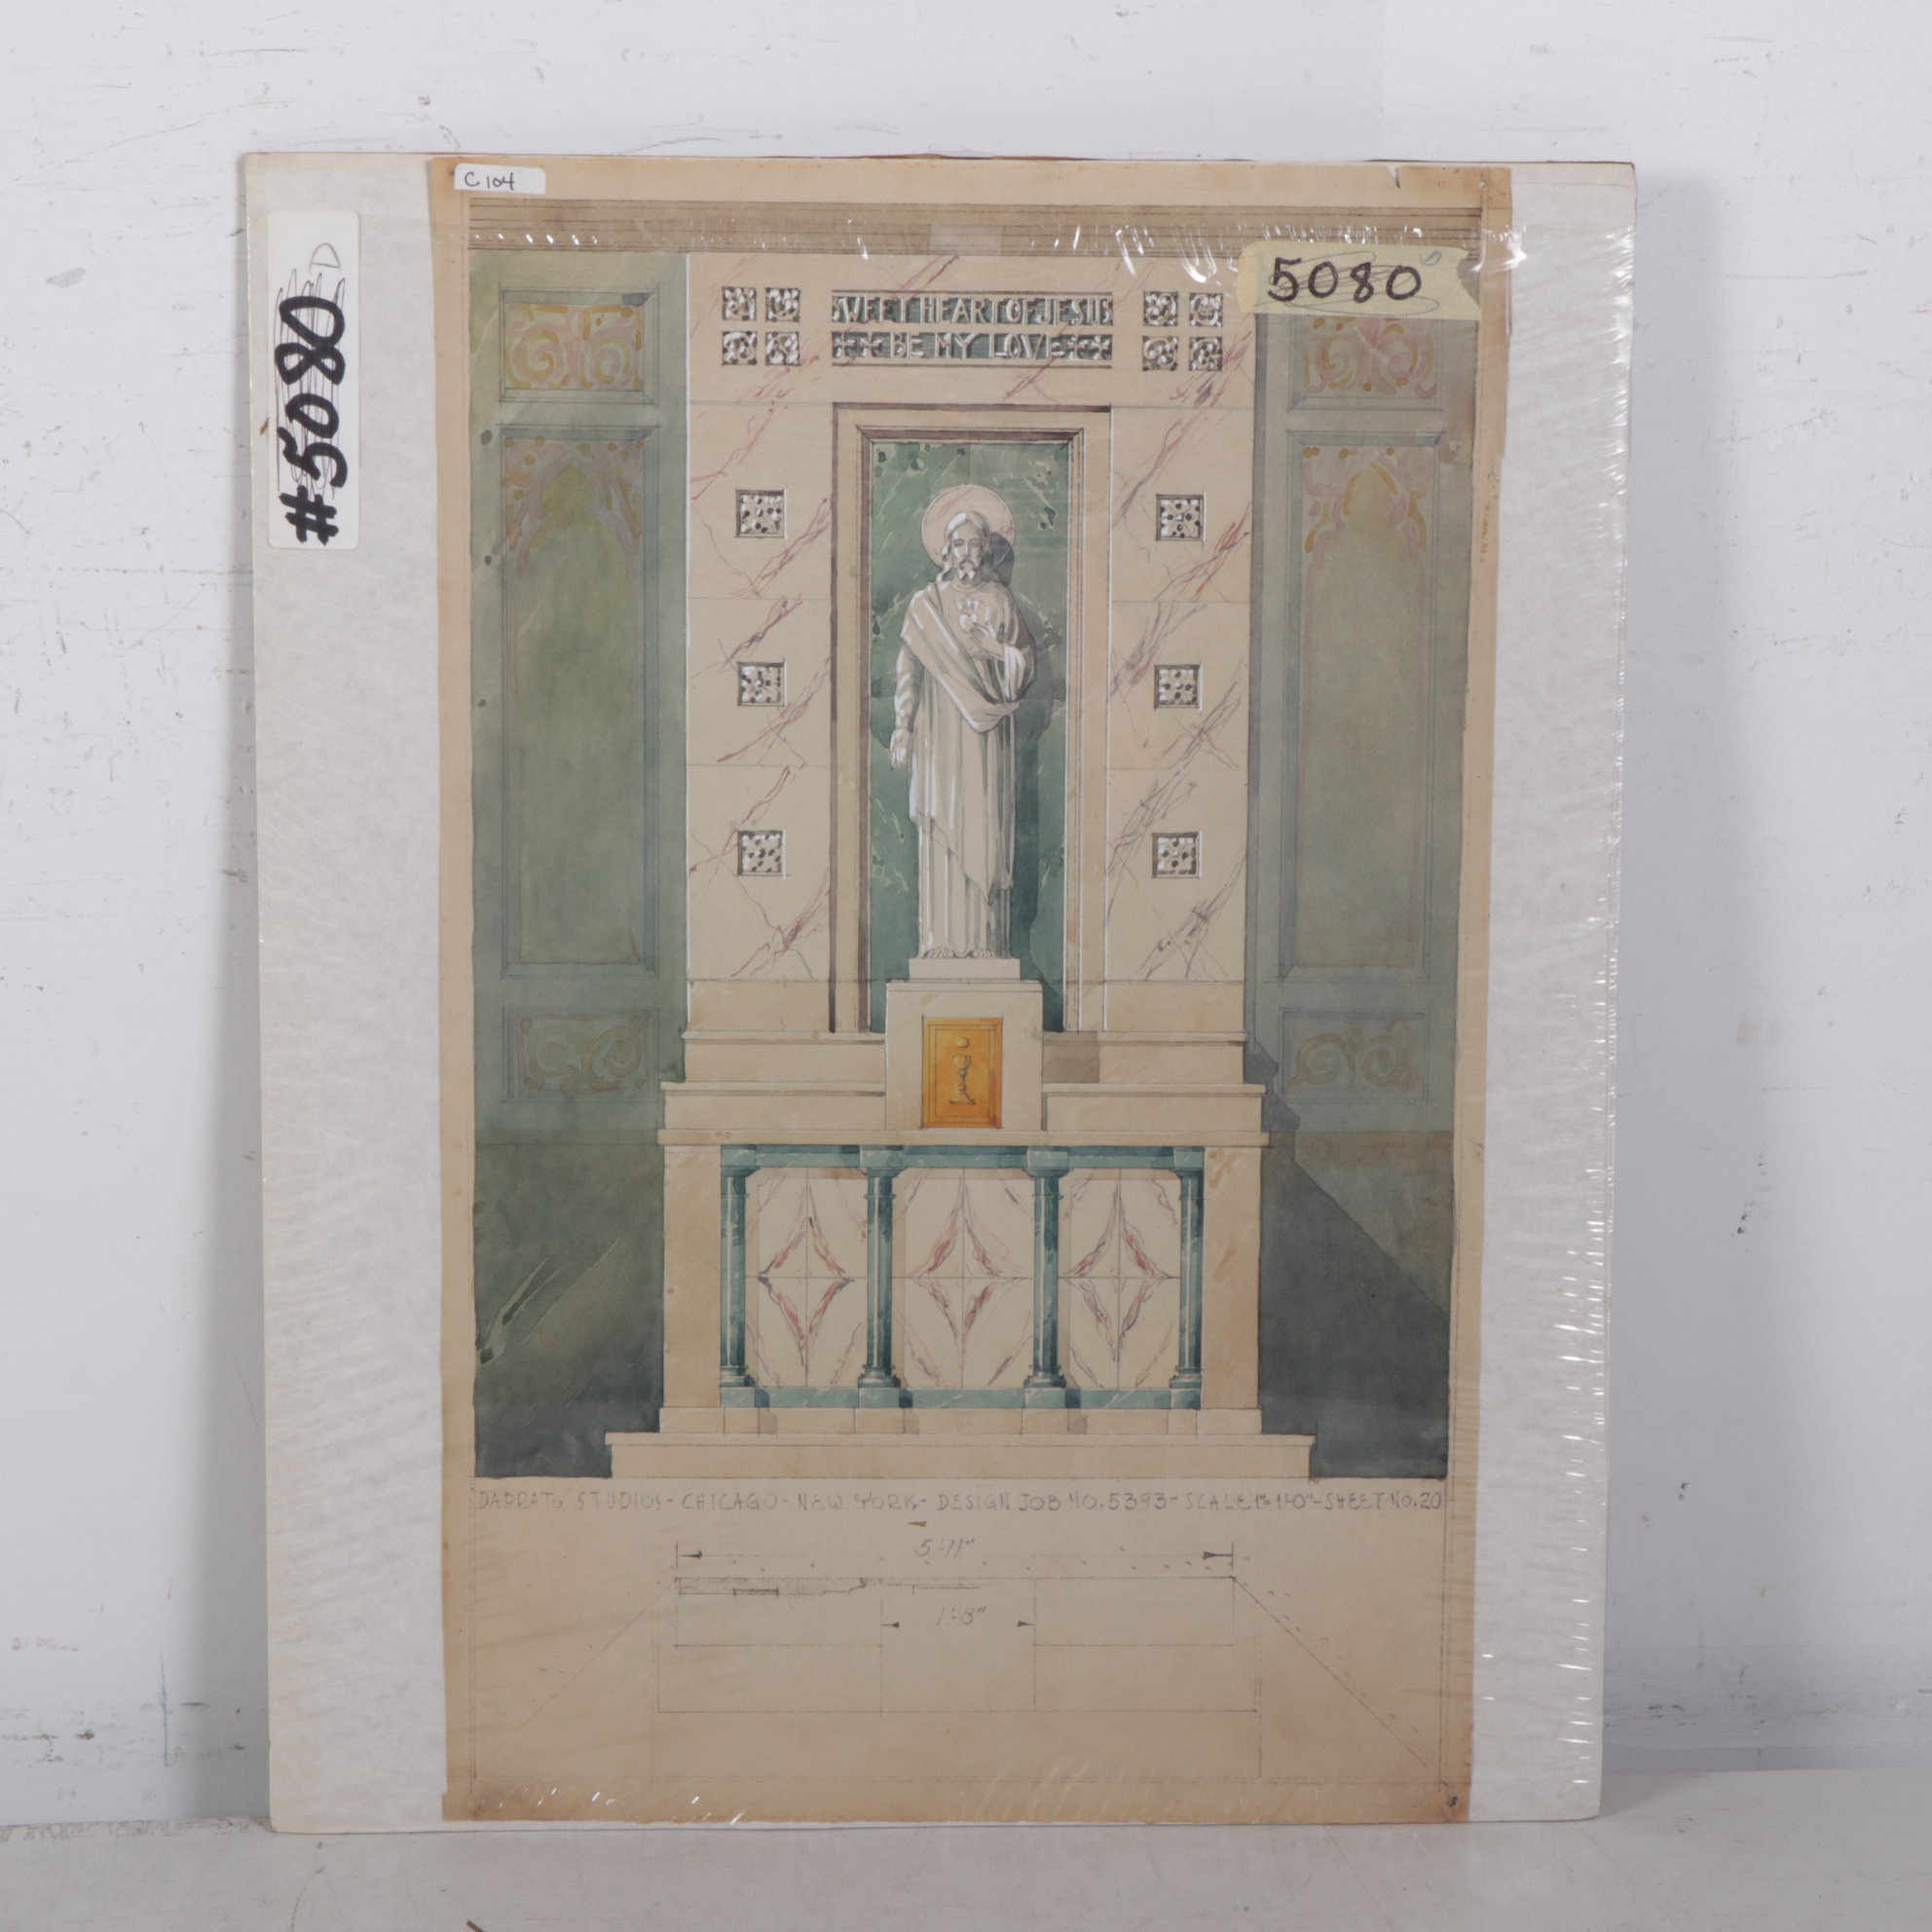 C 104
#5080
D
5080
SWEET HEART OF JESUS
BE MY LOVE
DAPRATO STUDIOS - CHICAGO - NEW YORK - DESIGN JOB NO. 5393 - SCALE 1"=1'-0" - SHEET NO. 20
5'-11"
1'-8"